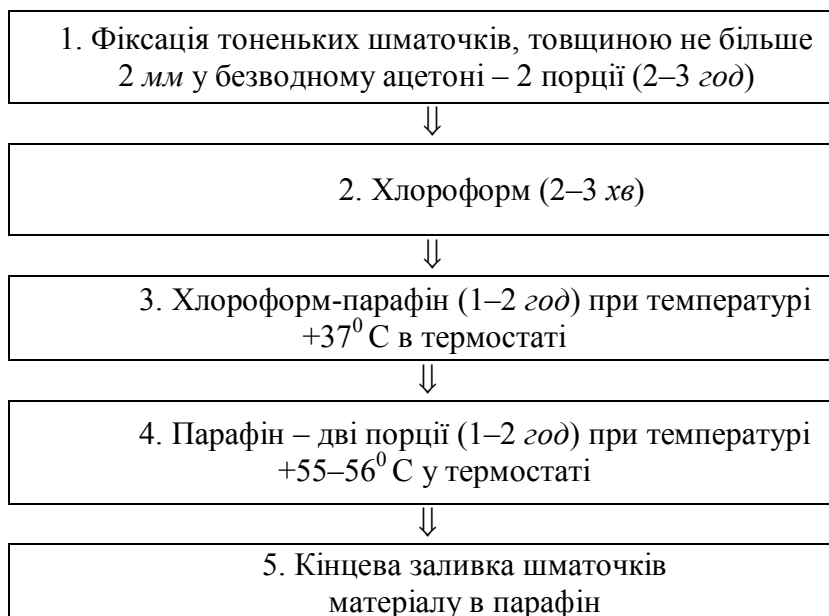 1. Фіксація тоненьких шматочків, товщиною не більше
2 мм у безводному ацетоні – 2 порції (2–3 год)
⇓
2. Хлороформ (2–3 хв)
⇓
3. Хлороформ-парафін (1–2 год) при температурі
+37⁰ С в термостаті
⇓
4. Парафін – дві порції (1–2 год) при температурі
+55–56⁰ С у термостаті
⇓
5. Кінцева заливка шматочків
матеріалу в парафін